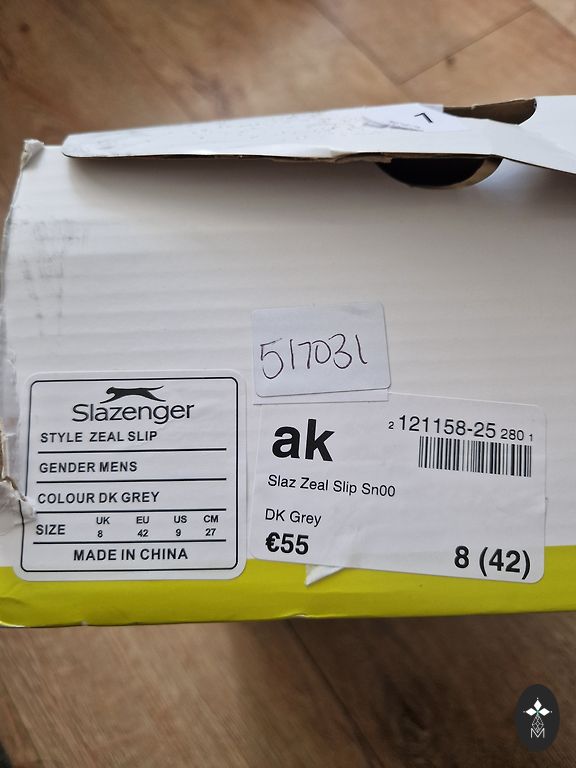 517031
Slazenger
STYLE ZEAL SLIP
GENDER MENS
COLOUR DK GREY
SIZE UK 8 EU 42 US 9 CM 27
MADE IN CHINA
ak
2 121158-25 280 1
Slaz Zeal Slip Sn00
DK Grey
€55
8 (42)
M